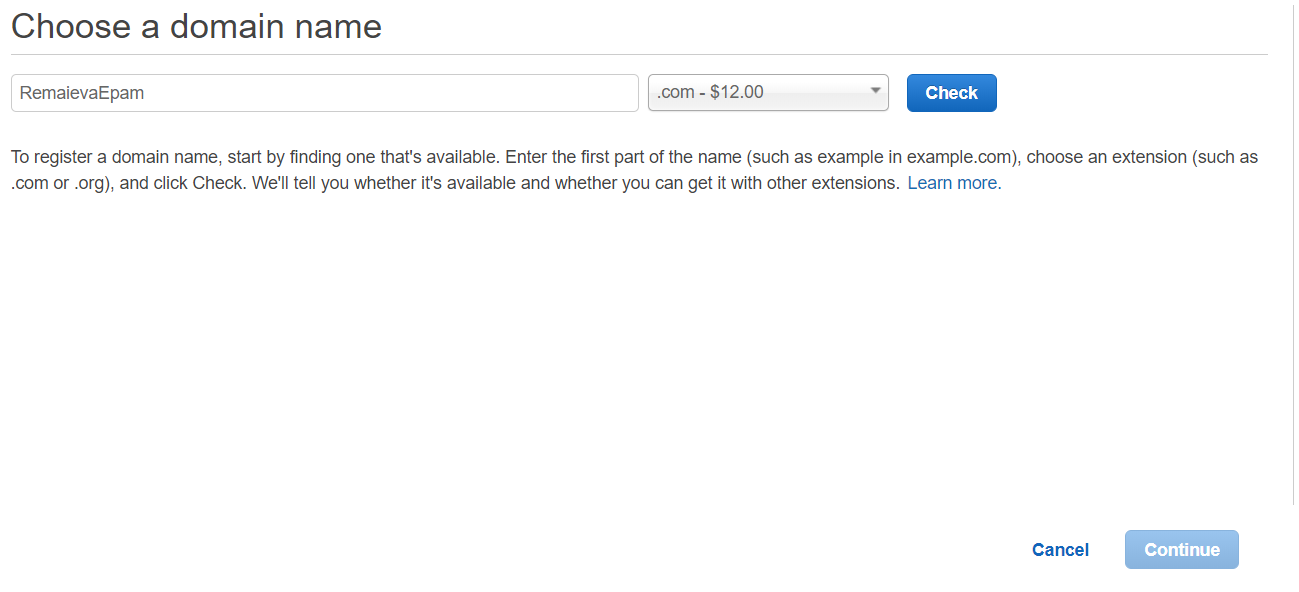 Choose a domain name
RemaievaEpam
.com - $12.00
Check
To register a domain name, start by finding one that's available. Enter the first part of the name (such as example in example.com), choose an extension (such as
.com or .org), and click Check. We'll tell you whether it's available and whether you can get it with other extensions. Learn more.
Cancel
Continue